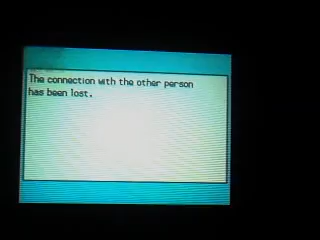 The connection with the other person
has been lost.